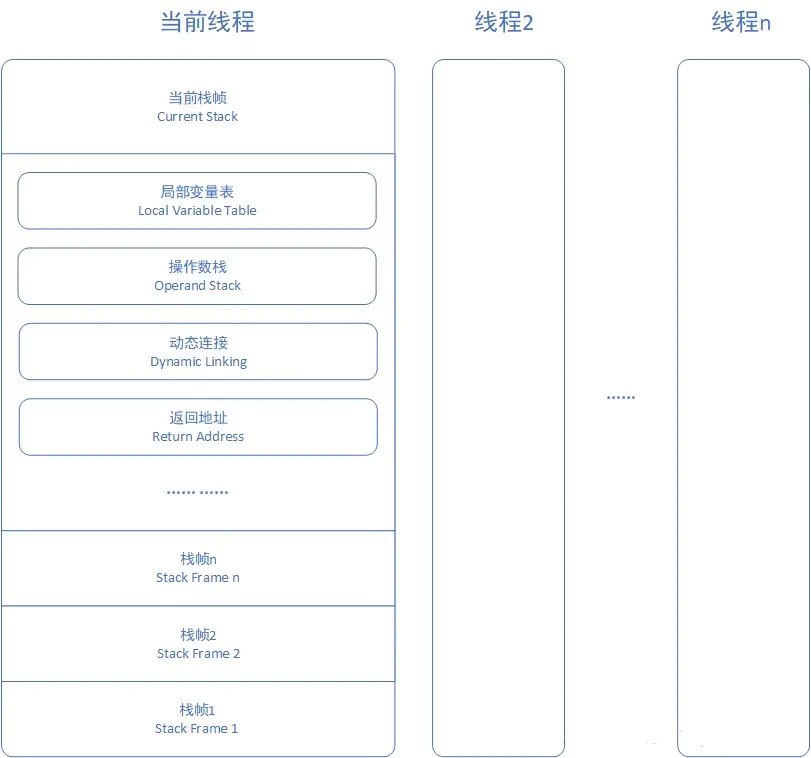 当前线程
线程2
线程n
当前栈帧
Current Stack
局部变量表
Local Variable Table
操作数栈
Operand Stack
动态连接
Dynamic Linking
返回地址
Return Address
…… ……
……
栈帧n
Stack Frame n
栈帧2
Stack Frame 2
栈帧1
Stack Frame 1